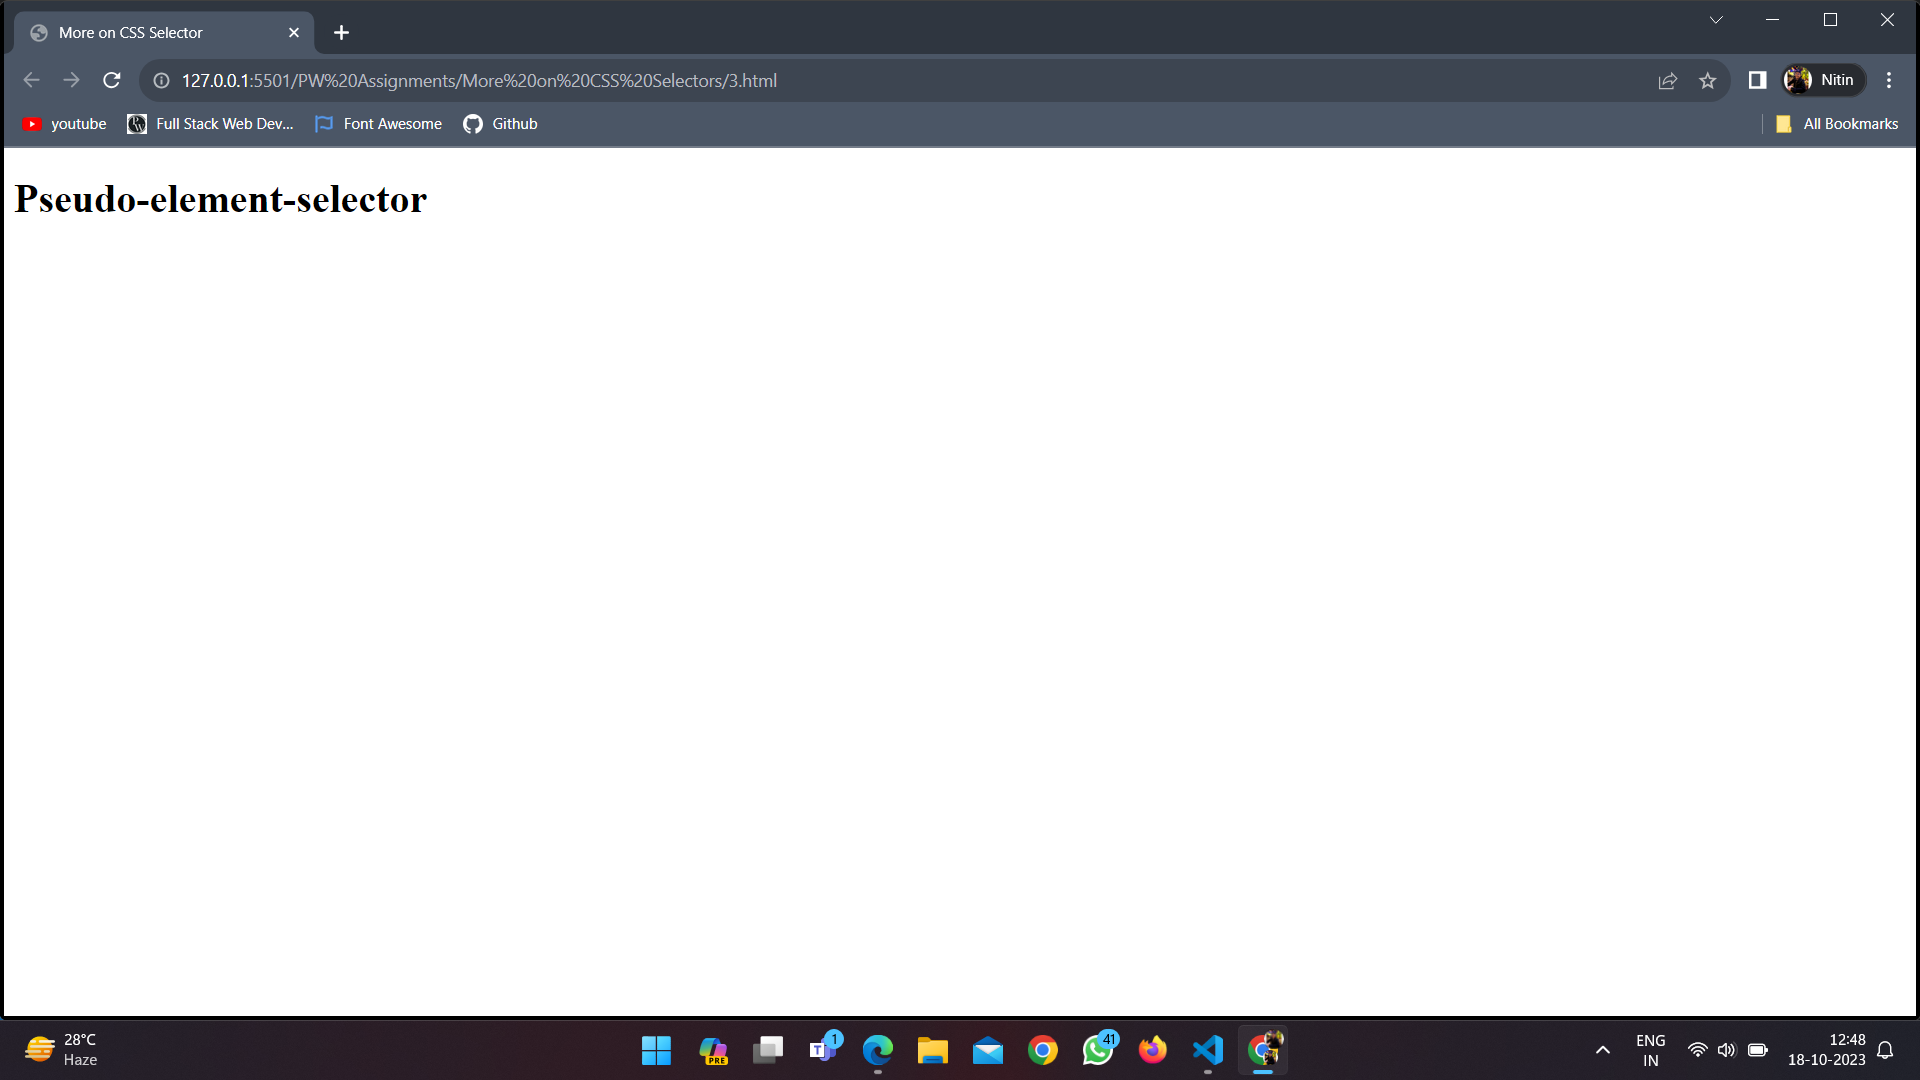 More on CSS Selector
127.0.0.1:5501/PW%20Assignments/More%20on%20CSS%20Selectors/3.html
Nitin
youtube
Full Stack Web Dev...
Font Awesome
Github
All Bookmarks
Pseudo-element-selector
28°C
Haze
PRE
T
1
41
ENG
IN
12:48
18-10-2023